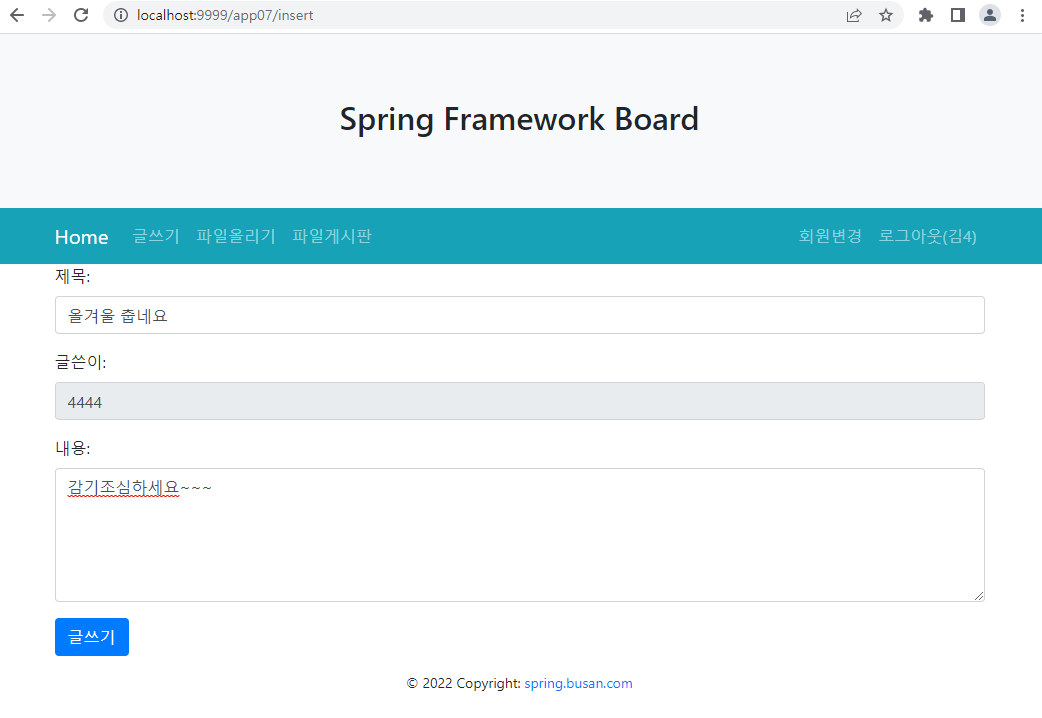 localhost:9999/app07/insert
Spring Framework Board
Home 글쓰기 파일올리기 파일게시판 회원변경 로그아웃(김4)
제목:
올겨울 춥네요
글쓴이:
4444
내용:
감기조심하세요~~~
글쓰기
© 2022 Copyright: spring.busan.com